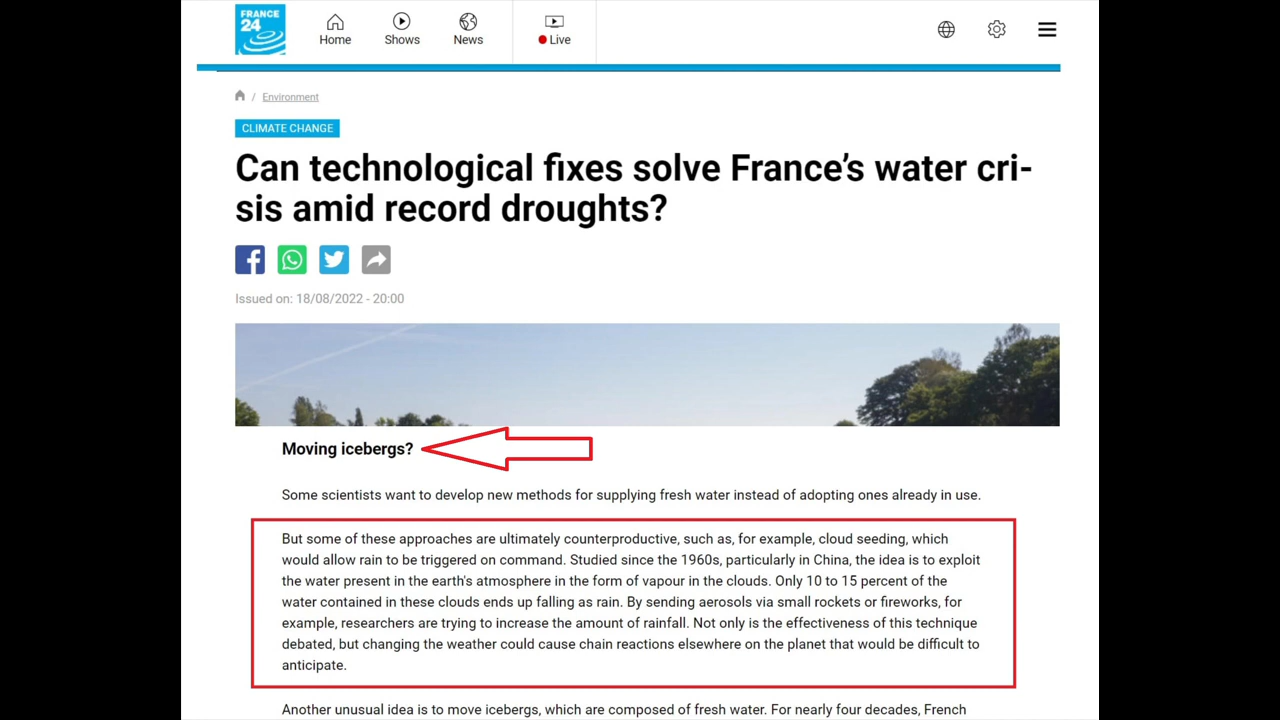 FRANCE
24
Home
Shows
News
Live
/ Environment
CLIMATE CHANGE
Can technological fixes solve France’s water cri-
sis amid record droughts?
Issued on: 18/08/2022 - 20:00
Moving icebergs?
Some scientists want to develop new methods for supplying fresh water instead of adopting ones already in use.
But some of these approaches are ultimately counterproductive, such as, for example, cloud seeding, which
would allow rain to be triggered on command. Studied since the 1960s, particularly in China, the idea is to exploit
the water present in the earth's atmosphere in the form of vapour in the clouds. Only 10 to 15 percent of the
water contained in these clouds ends up falling as rain. By sending aerosols via small rockets or fireworks, for
example, researchers are trying to increase the amount of rainfall. Not only is the effectiveness of this technique
debated, but changing the weather could cause chain reactions elsewhere on the planet that would be difficult to
anticipate.
Another unusual idea is to move icebergs, which are composed of fresh water. For nearly four decades, French